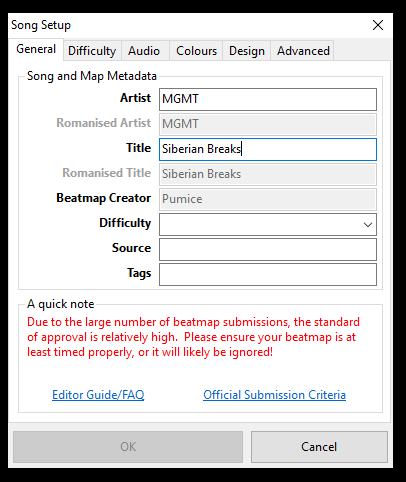 Song Setup
General Difficulty Audio Colours Design Advanced
Song and Map Metadata
Artist MGMT
Romanised Artist MGMT
Title Siberian Breaks
Romanised Title Siberian Breaks
Beatmap Creator Pumice
Difficulty
Source
Tags
A quick note
Due to the large number of beatmap submissions, the standard
of approval is relatively high. Please ensure your beatmap is at
least timed properly, or it will likely be ignored!
Editor Guide/FAQ Official Submission Criteria
OK Cancel